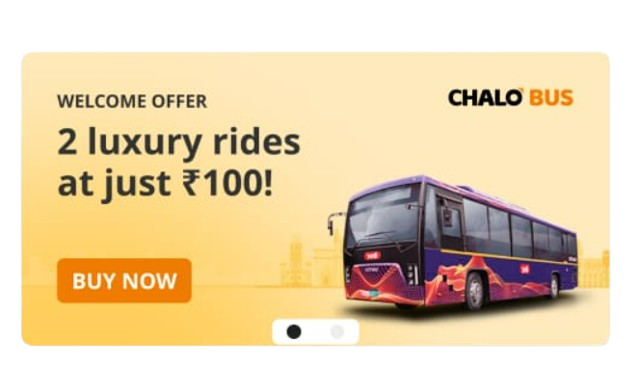 WELCOME OFFER
CHALO BUS
2 luxury rides
at just ₹100!
BUY NOW